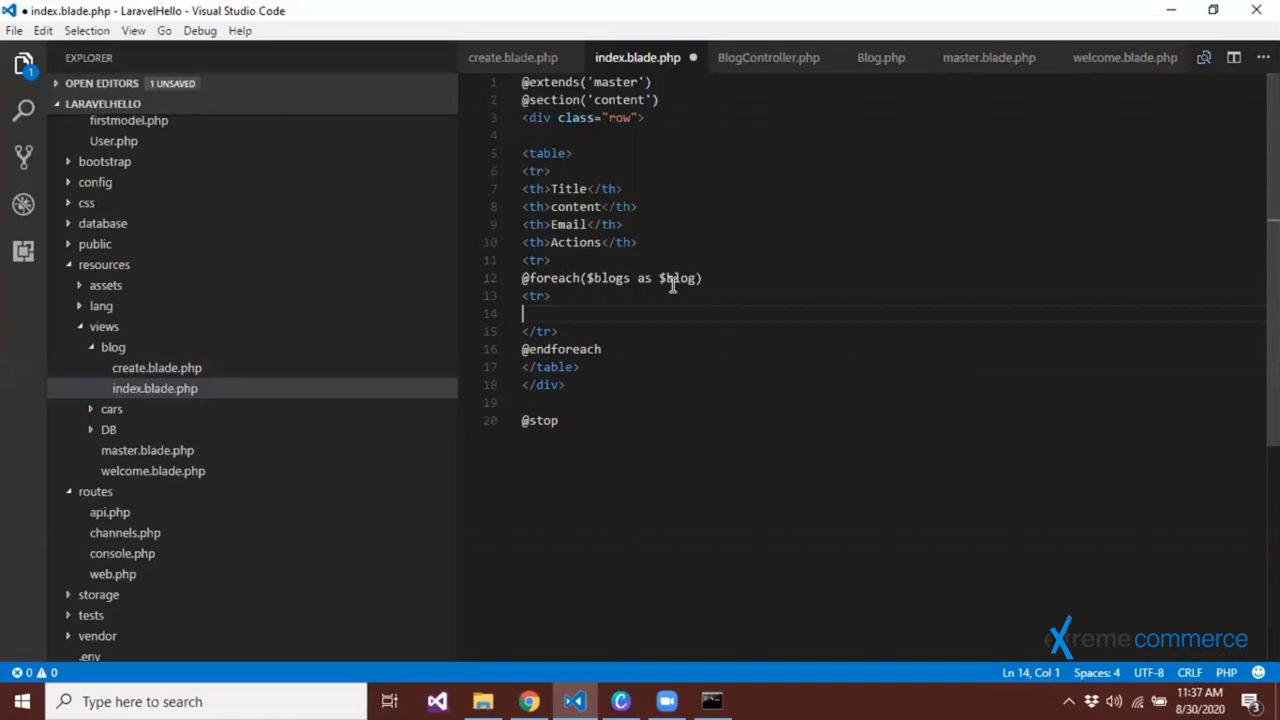 index.blade.php - LaravelHello - Visual Studio Code
File Edit Selection View Go Debug Help
EXPLORER
create.blade.php index.blade.php BlogController.php Blog.php master.blade.php welcome.blade.php
OPEN EDITORS 1 UNSAVED
LARAVELHELLO
firstmodel.php
User.php
bootstrap
config
css
database
public
resources
assets
lang
views
blog
create.blade.php
index.blade.php
cars
DB
master.blade.php
welcome.blade.php
routes
api.php
channels.php
console.php
web.php
storage
tests
vendor
.env
1 @extends('master')
2 @section('content')
3 <div class="row">
4
5 <table>
6 <tr>
7 <th>Title</th>
8 <th>content</th>
9 <th>Email</th>
10 <th>Actions</th>
11 <tr>
12 @foreach($blogs as $blog)
13 <tr>
14
15 </tr>
16 @endforeach
17 </table>
18 </div>
19
20 @stop
extreme commerce
0 0 Ln 14, Col 1 Spaces: 4 UTF-8 CRLF PHP
Type here to search
11:37 AM
8/30/2020
3
1